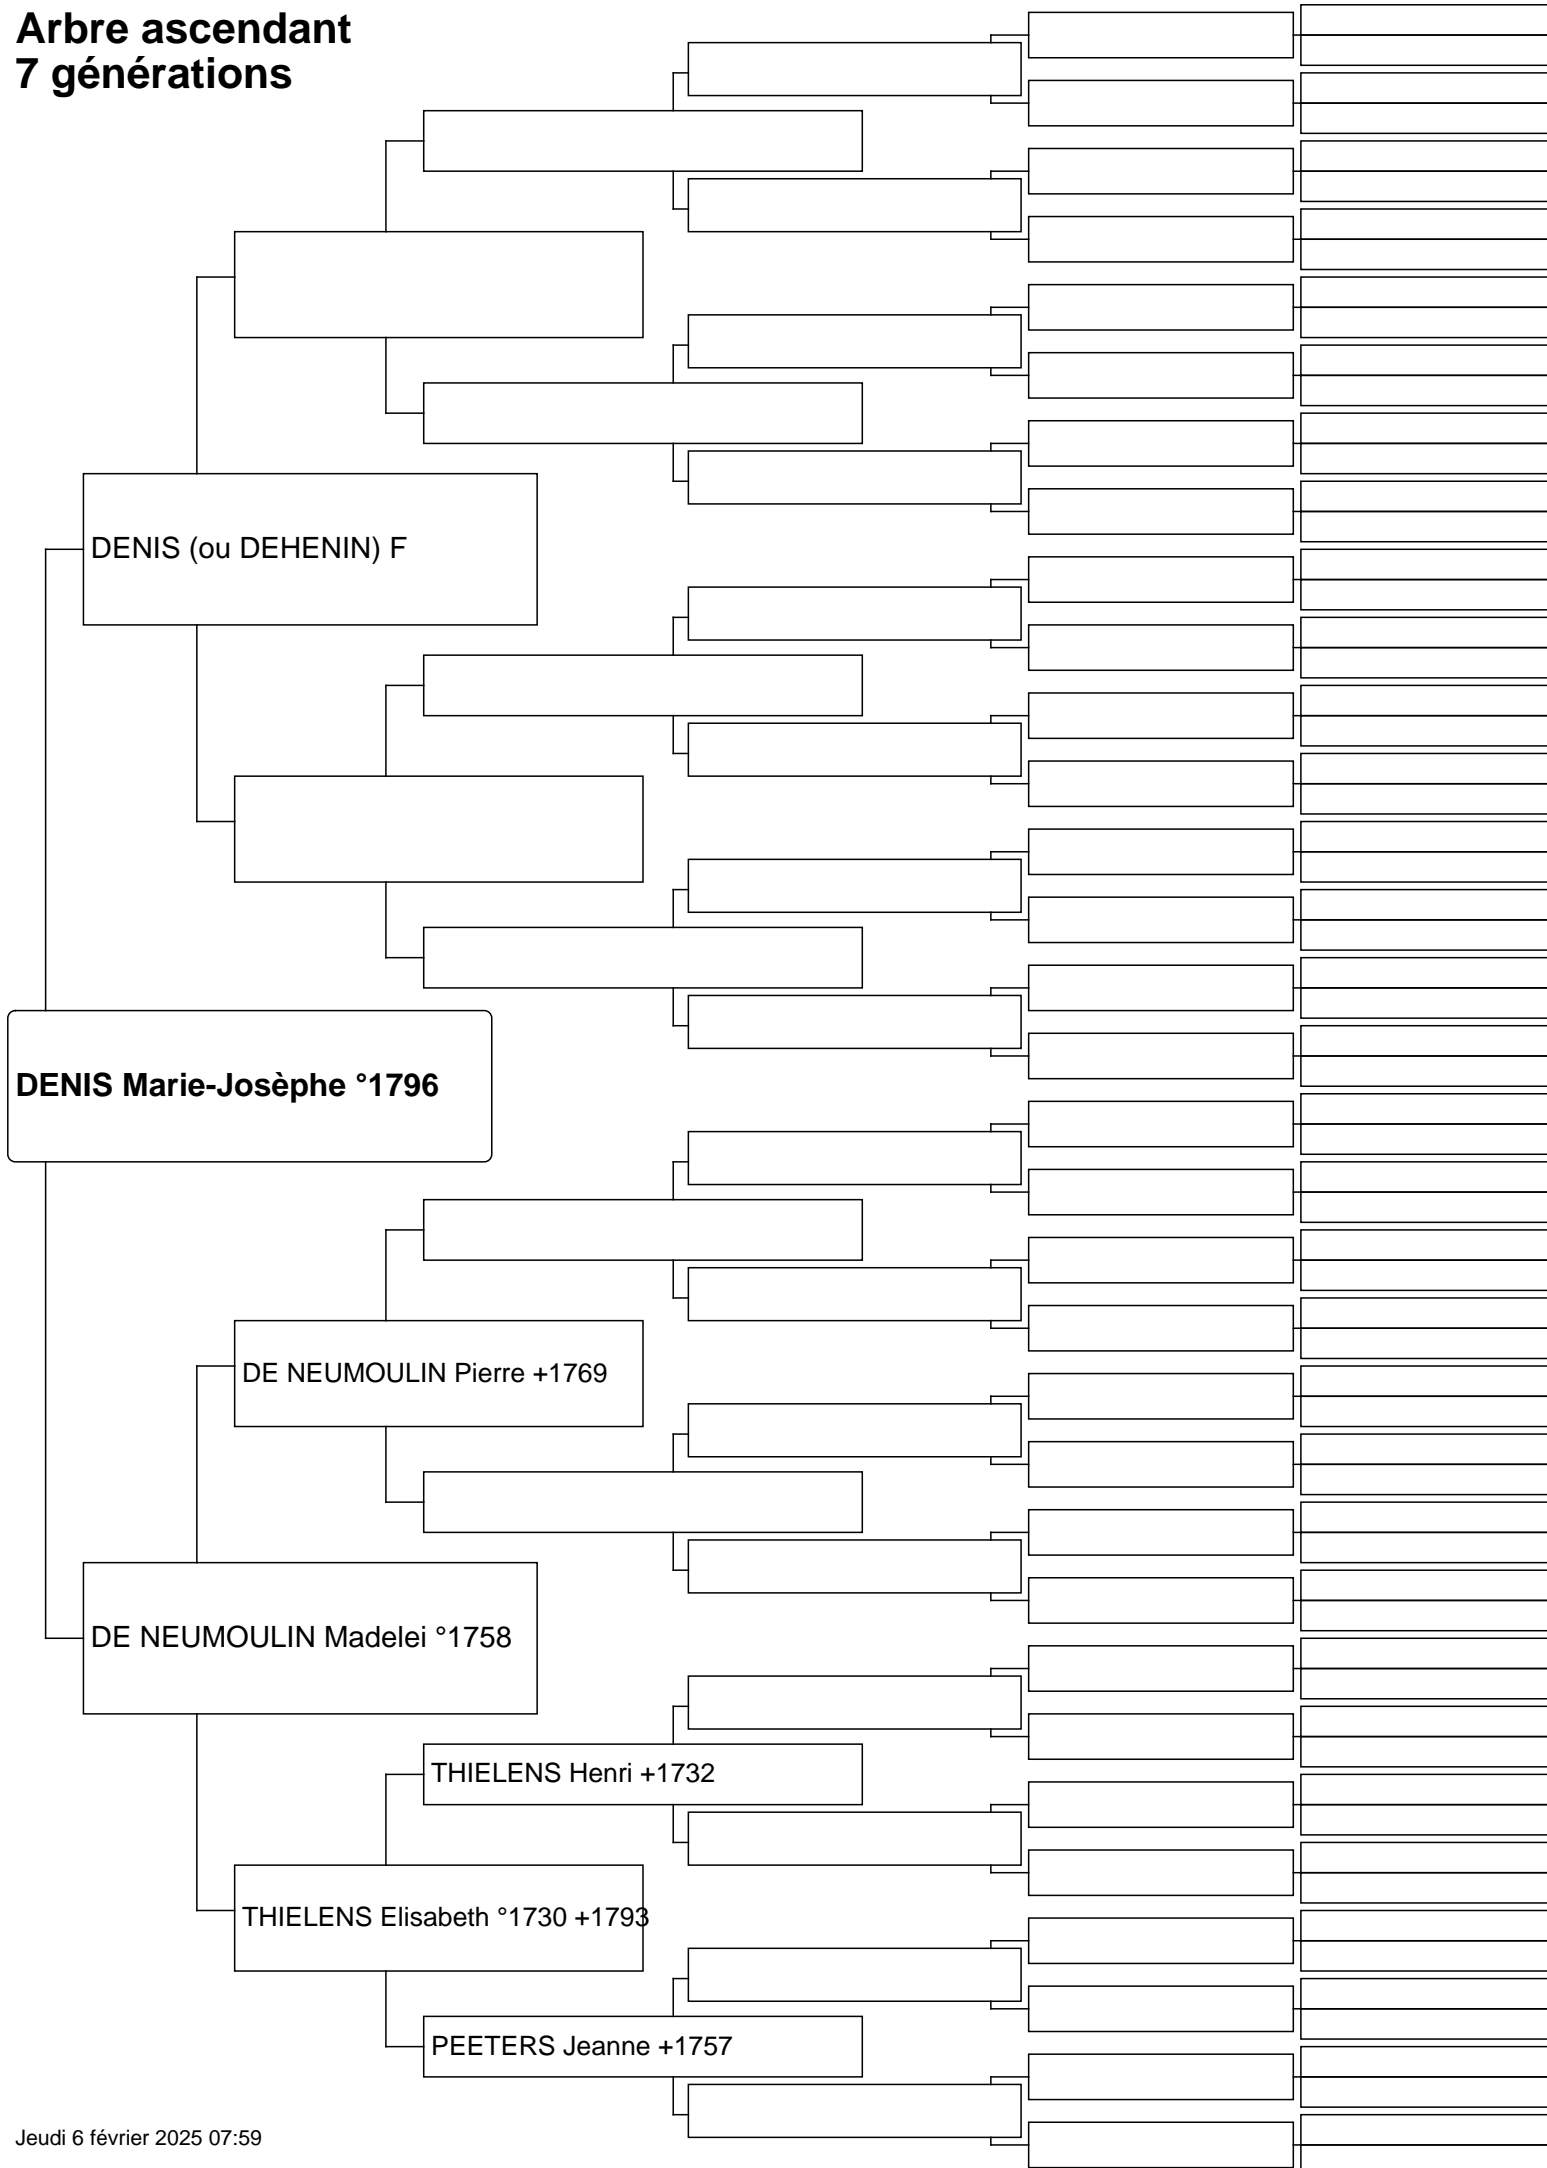 Arbre ascendant
7 générations
DENIS (ou DEHENIN) F
DENIS Marie-Josèphe °1796
DE NEUMOULIN Pierre +1769
DE NEUMOULIN Madelei °1758
THIELENS Henri +1732
THIELENS Elisabeth °1730 +1793
PEETERS Jeanne +1757
Jeudi 6 février 2025 07:59